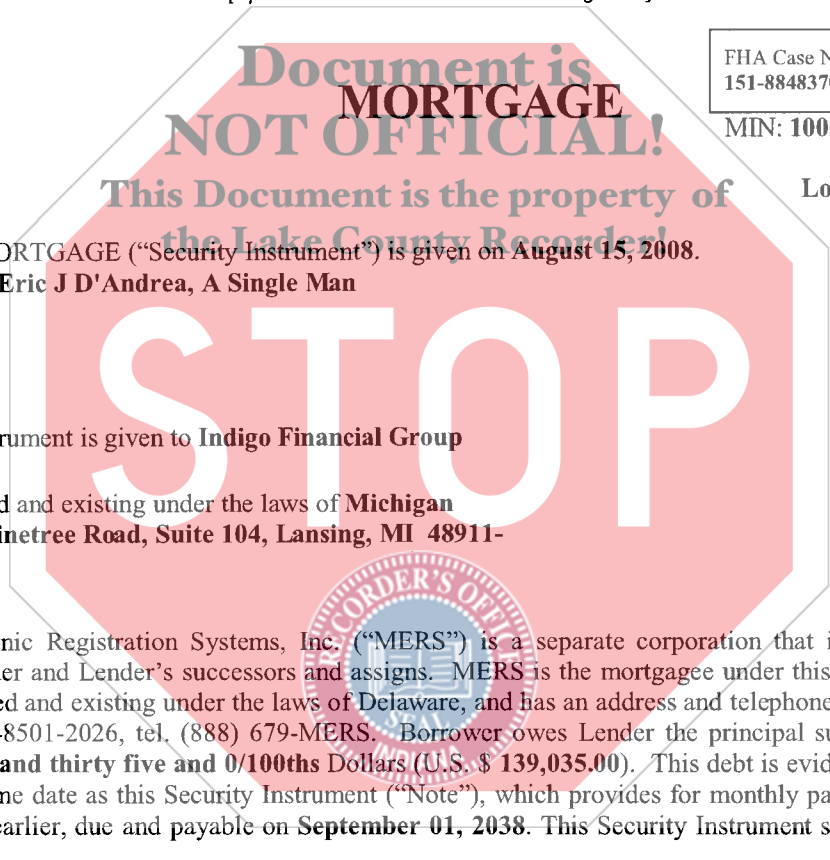 Document is
MORTGAGE
NOT OFFICIAL!
This Document is the property of
the Lake County Recorder!
FHA Case N
151-8848370
MIN: 100
Lo
ORTGAGE (“Security Instrument”) is given on August 15, 2008.
Eric J D'Andrea, A Single Man
STOP
rument is given to Indigo Financial Group
d and existing under the laws of Michigan
inetree Road, Suite 104, Lansing, MI 48911-
RECORDER'S OFFICE
SEAL
INDIANA
nic Registration Systems, Inc. (“MERS”) is a separate corporation that i
er and Lender’s successors and assigns. MERS is the mortgagee under this
ed and existing under the laws of Delaware, and has an address and telephone
-8501-2026, tel. (888) 679-MERS. Borrower owes Lender the principal su
and thirty five and 0/100ths Dollars (U.S. $ 139,035.00). This debt is evid
me date as this Security Instrument (“Note”), which provides for monthly pa
earlier, due and payable on September 01, 2038. This Security Instrument s